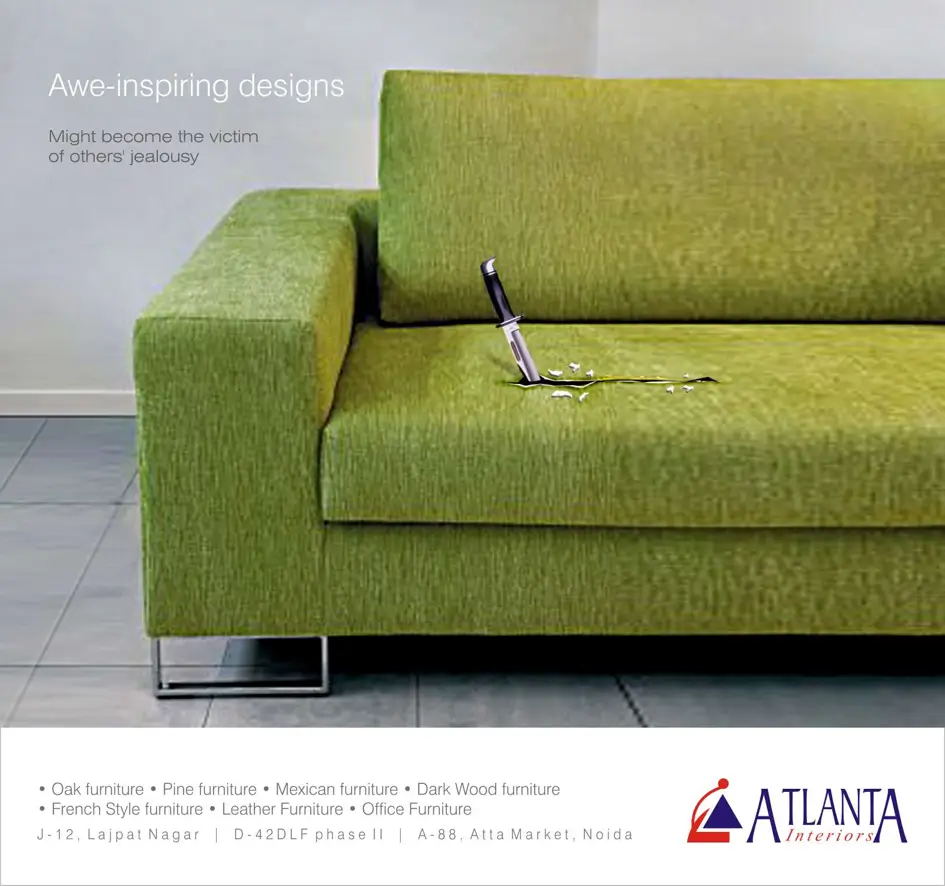 Awe-inspiring designs
Might become the victim
of others' jealousy
• Oak furniture • Pine furniture • Mexican furniture • Dark Wood furniture
• French Style furniture • Leather Furniture • Office Furniture
J-12, Lajpat Nagar | D-42DLF phase II | A-88, Atta Market, Noida
ATLANTA
Interiors